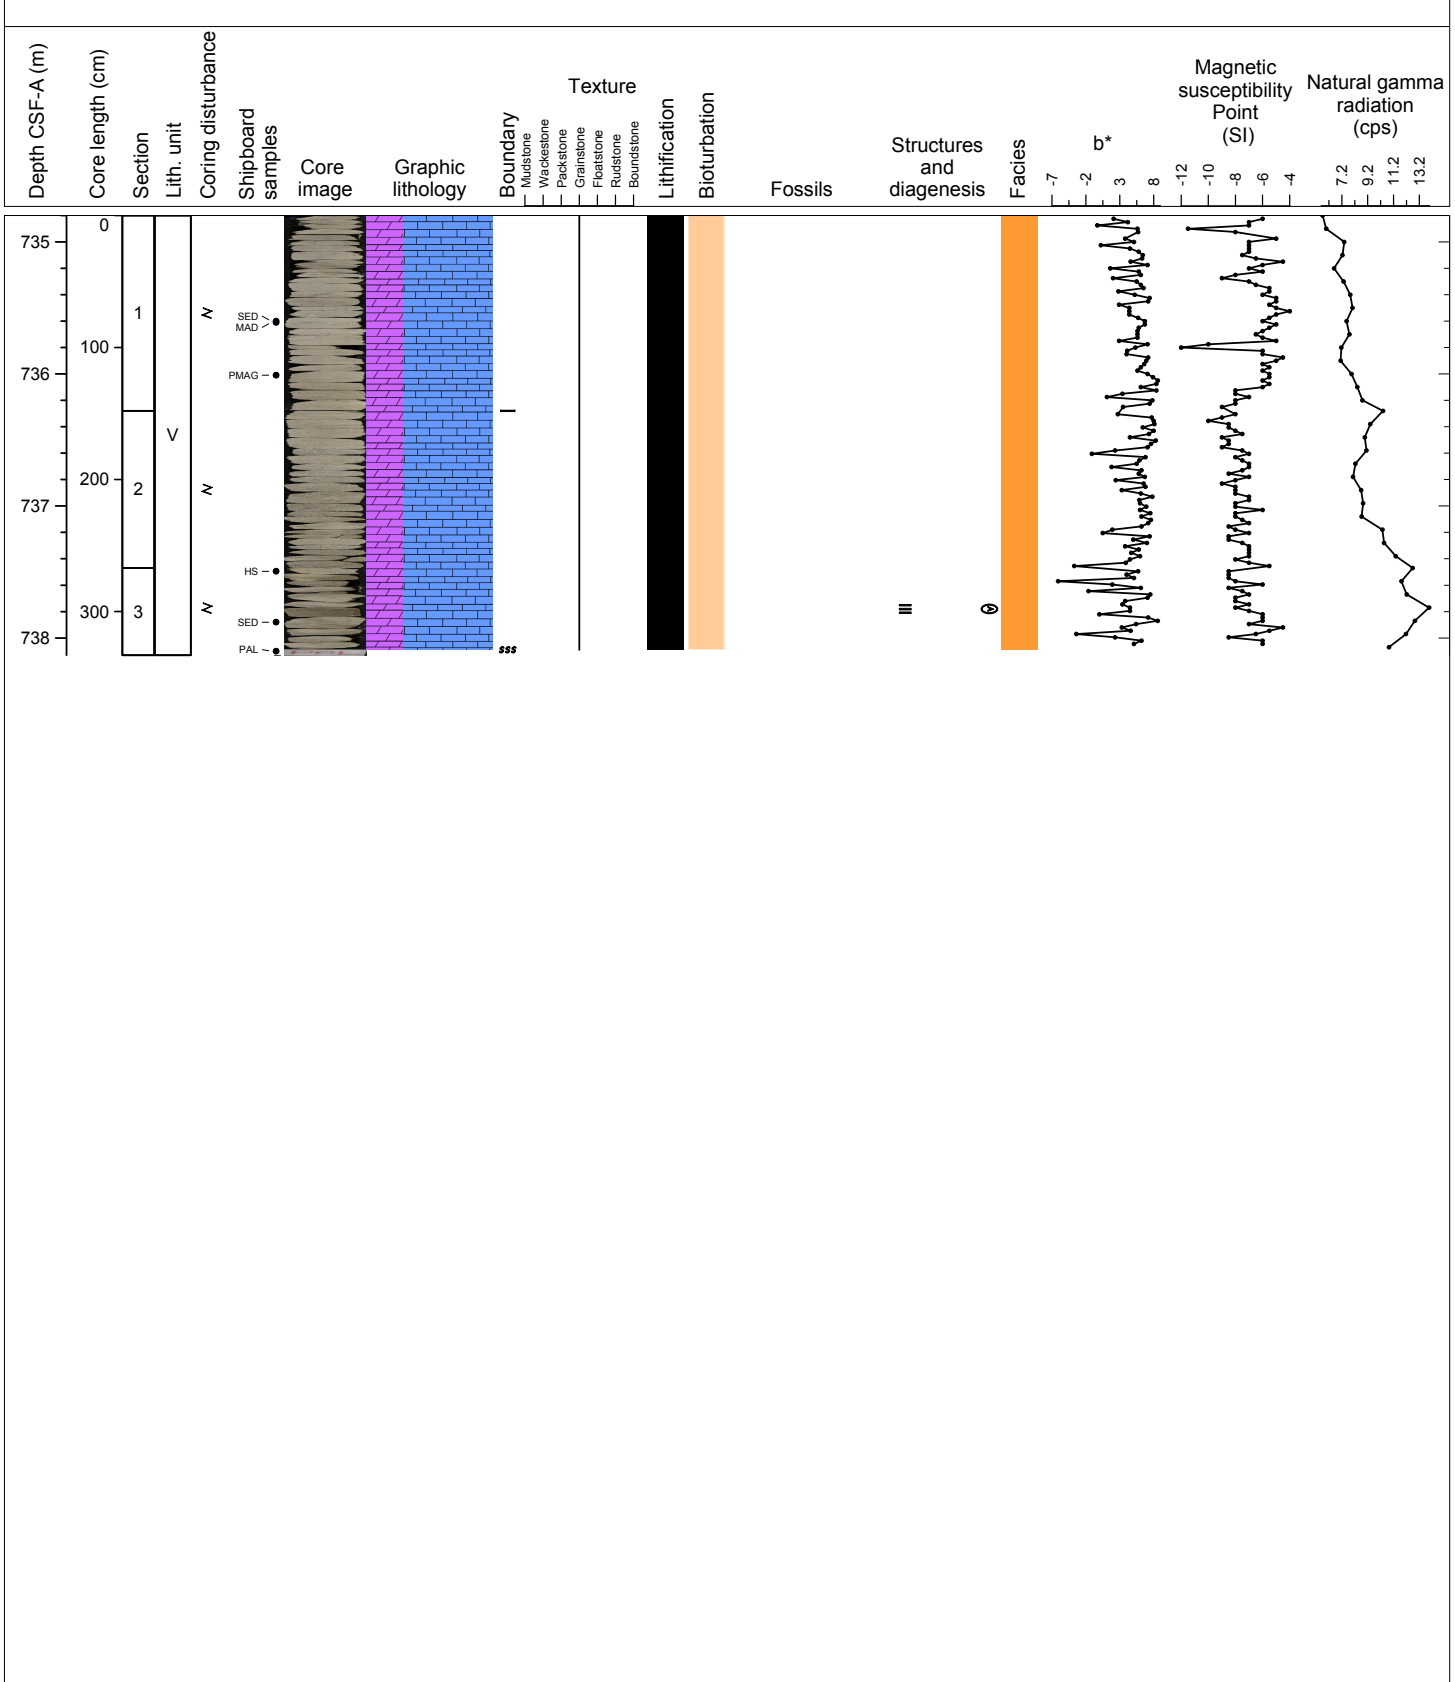 Depth CSF-A (m)
Core length (cm)
Section
Lith. unit
Coring disturbance
Shipboard
samples
Core
image
Graphic
lithology
Boundary
Texture
Mudstone
Wackestone
Packstone
Grainstone
Floatstone
Rudstone
Boundstone
Lithification
Bioturbation
Fossils
Structures
and
diagenesis
Facies
b*
-7
-2
3
8
Magnetic
susceptibility
Point
(SI)
-12
-10
-8
-6
-4
Natural gamma
radiation
(cps)
7.2
9.2
11.2
13.2
735
736
737
738
0
100
200
300
1
2
3
V
SED
MAD
PMAG
HS
SED
PAL
sss